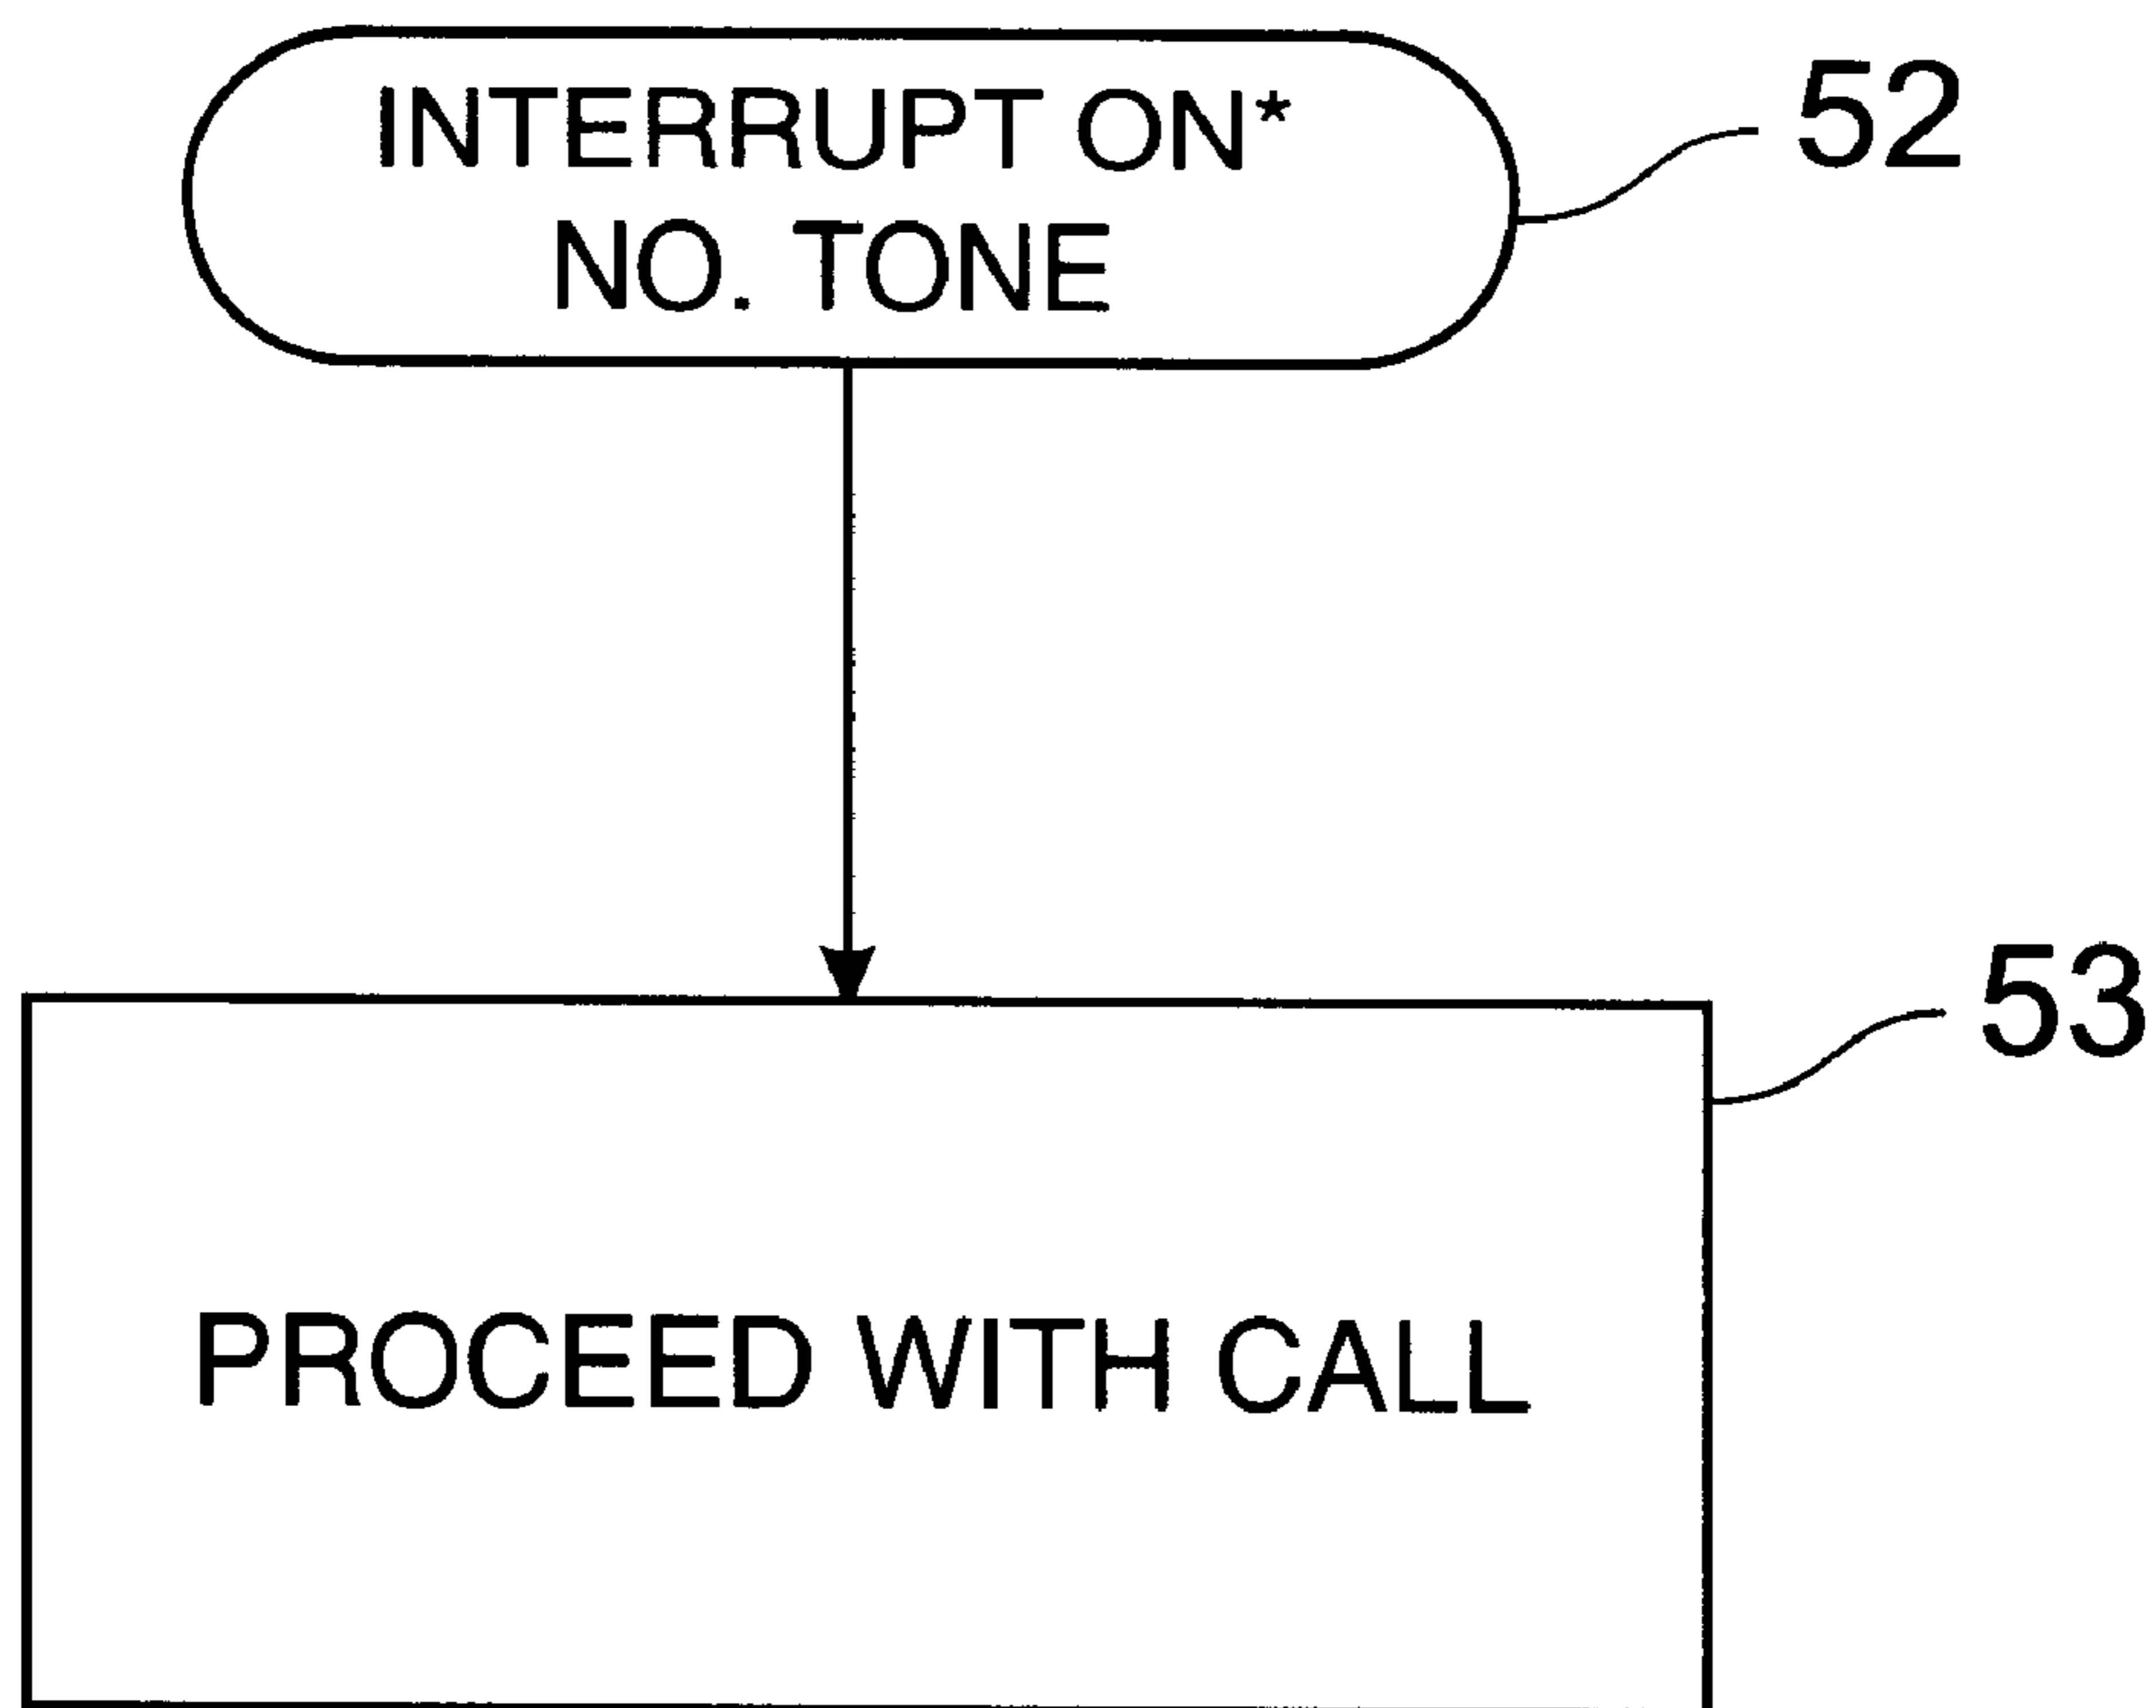 INTERRUPT ON*
NO. TONE
52
53
PROCEED WITH CALL